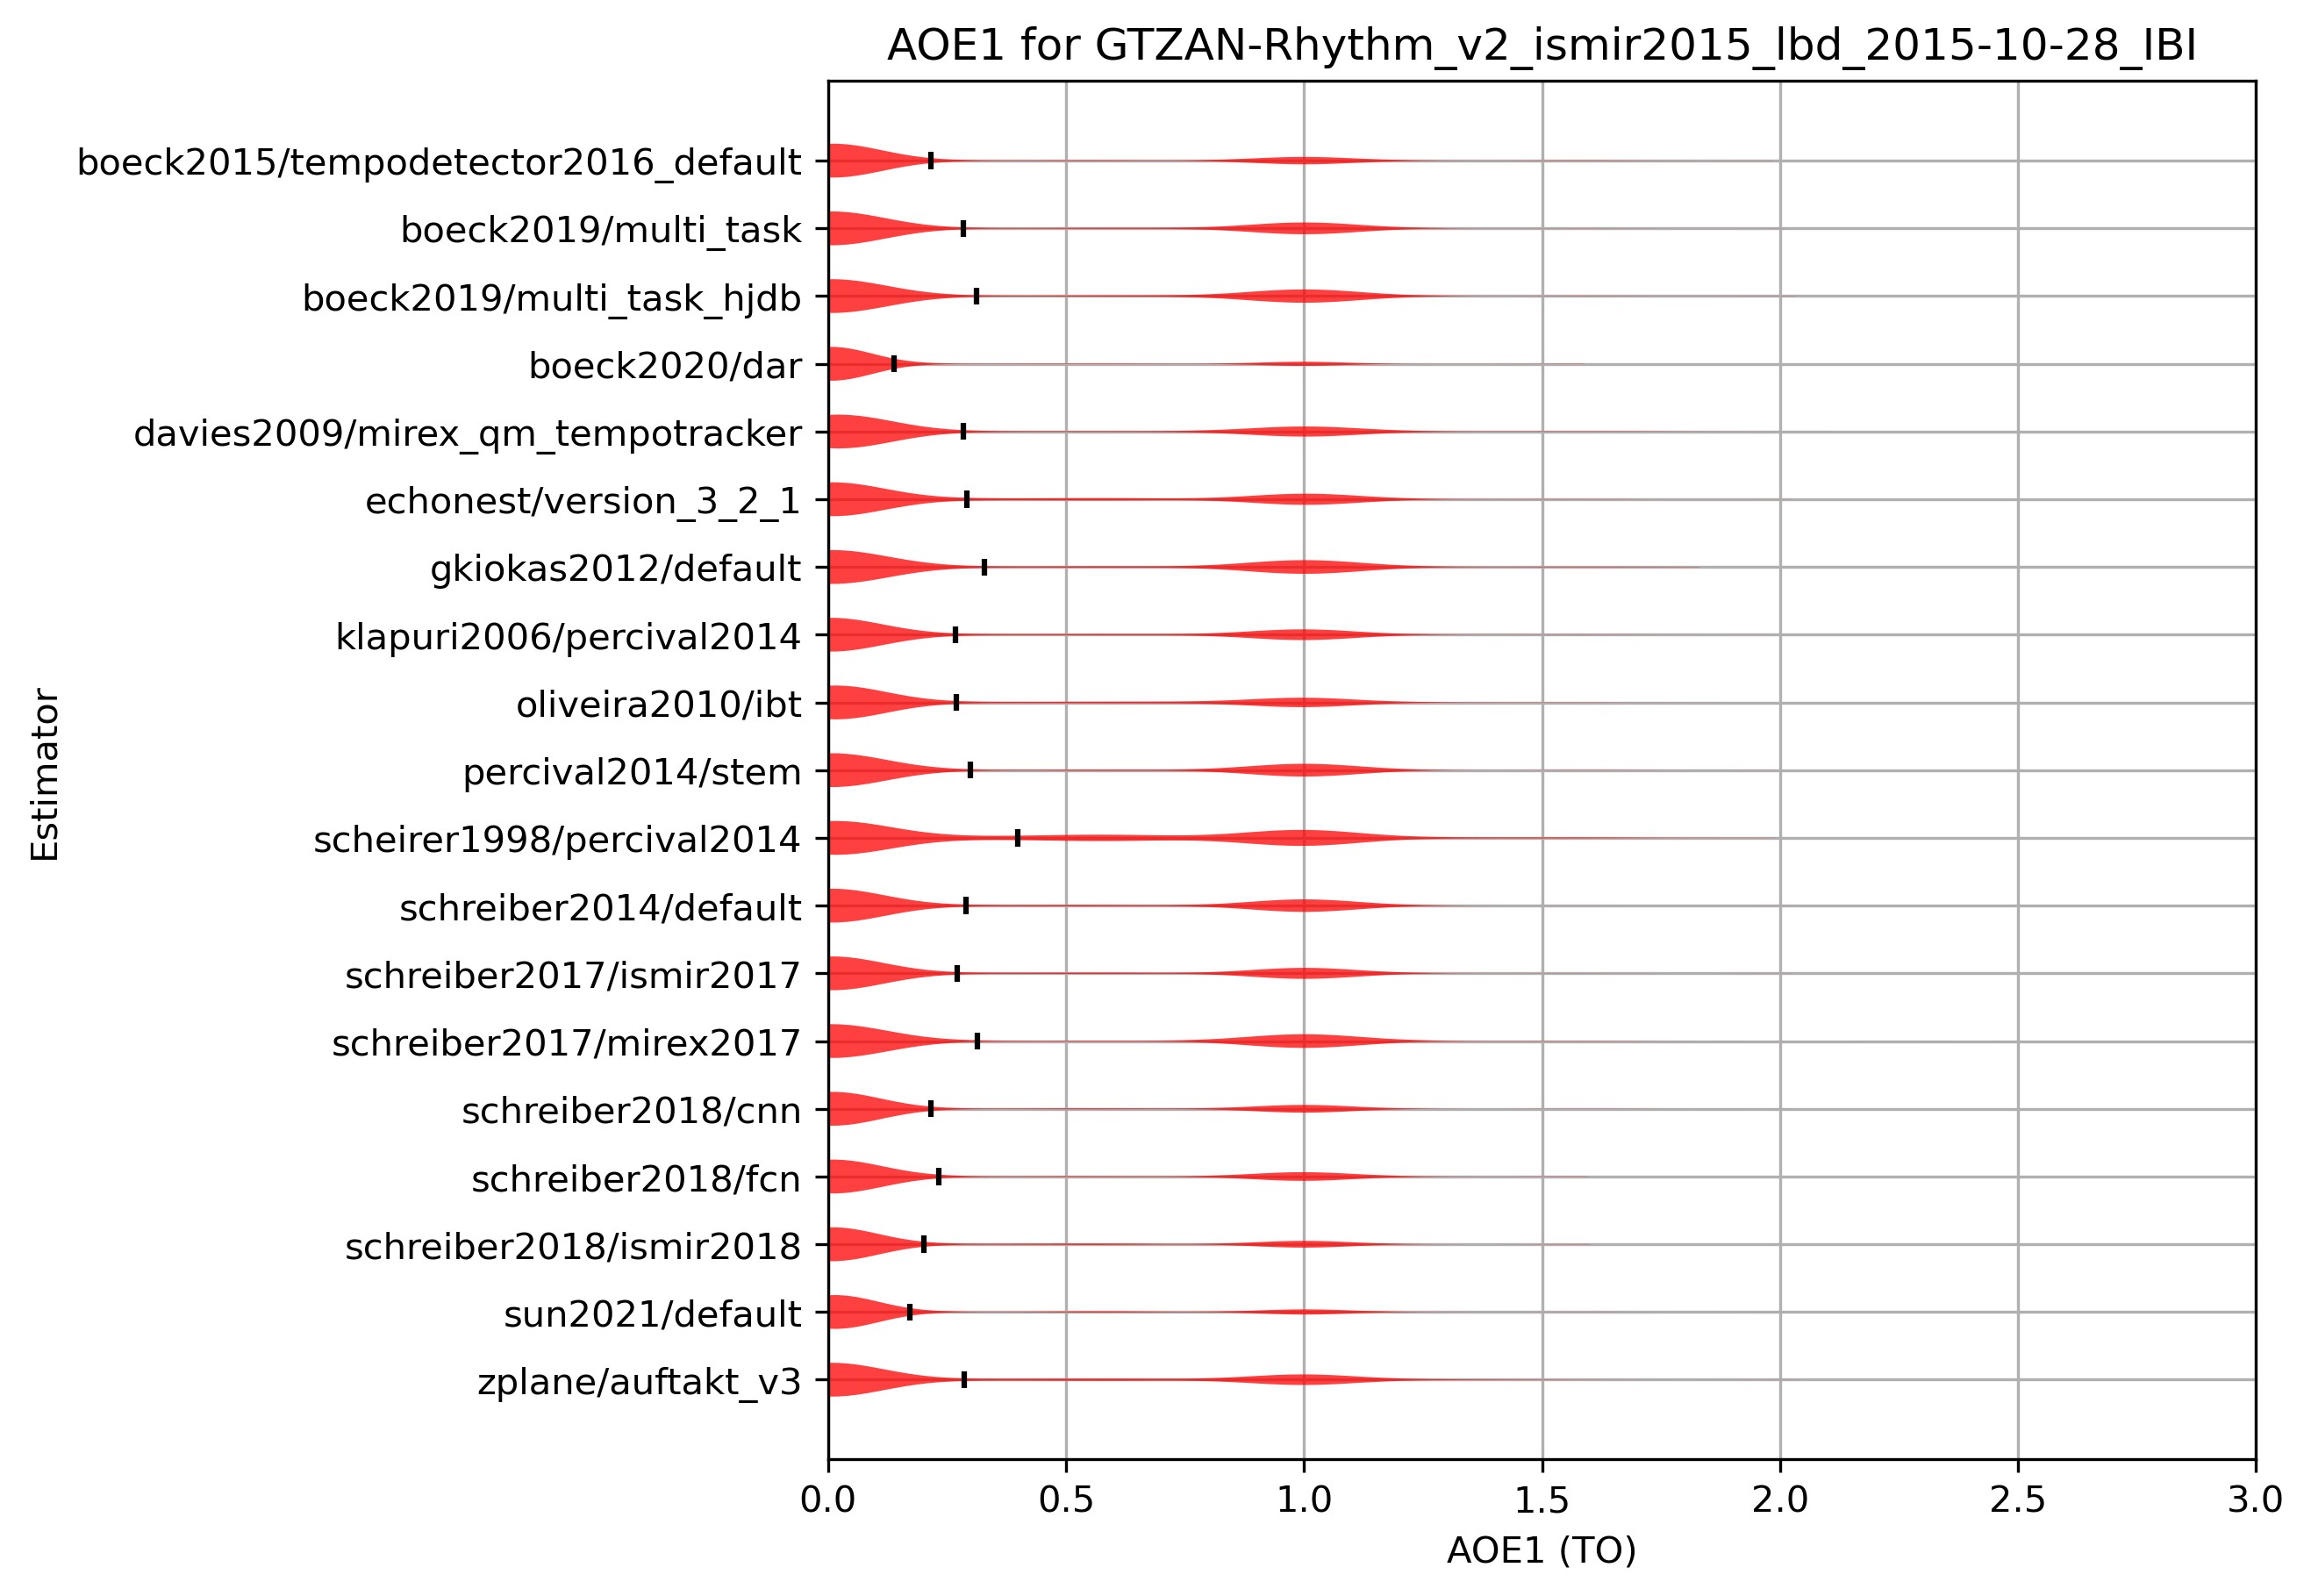 AOE1 for GTZAN-Rhythm_v2_ismir2015_lbd_2015-10-28_IBI
boeck2015/tempodetector2016_default
boeck2019/multi_task
boeck2019/multi_task_hjdb
boeck2020/dar
davies2009/mirex_qm_tempotracker
echonest/version_3_2_1
gkiokas2012/default
klapuri2006/percival2014
oliveira2010/ibt
percival2014/stem
scheirer1998/percival2014
schreiber2014/default
schreiber2017/ismir2017
schreiber2017/mirex2017
schreiber2018/cnn
schreiber2018/fcn
schreiber2018/ismir2018
sun2021/default
zplane/auftakt_v3
Estimator
0.0 0.5 1.0 1.5 2.0 2.5 3.0
AOE1 (TO)